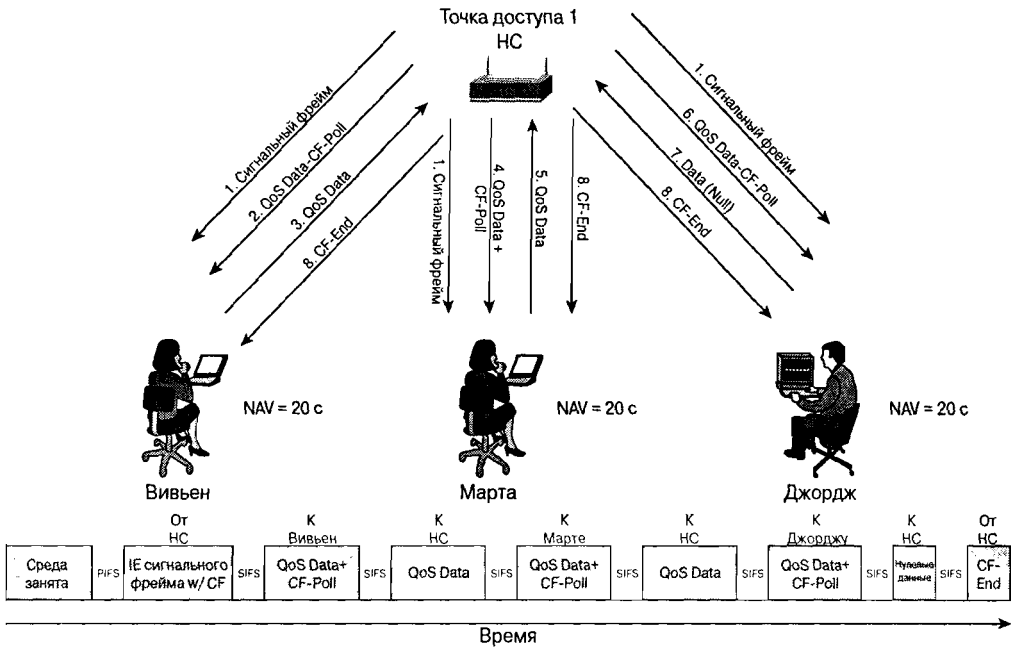 Точка доступа 1
НС
1. Сигнальный фрейм
2. QoS Data-CF-Poll
3. QoS Data
8. CF-End
1. Сигнальный фрейм
4. QoS Data +
CF-Poll
5. QoS Data
8. CF-End
1. Сигнальный фрейм
6. QoS Data-CF-Poll
7. Data (Null)
8. CF-End
NAV = 20 с
NAV = 20 с
NAV = 20 с
Вивьен
Марта
Джордж
От
НС
К
Вивьен
К
НС
К
Марте
К
НС
К
Джорджу
К
НС
От
НС
Среда
занята
PIFS
IE сигнального
фрейма w/ CF
SIFS
QoS Data+
CF-Poll
SIFS
QoS Data
SIFS
QoS Data+
CF-Poll
SIFS
QoS Data
SIFS
QoS Data+
CF-Poll
SIFS
Нулевые
данные
SIFS
CF-
End
Время